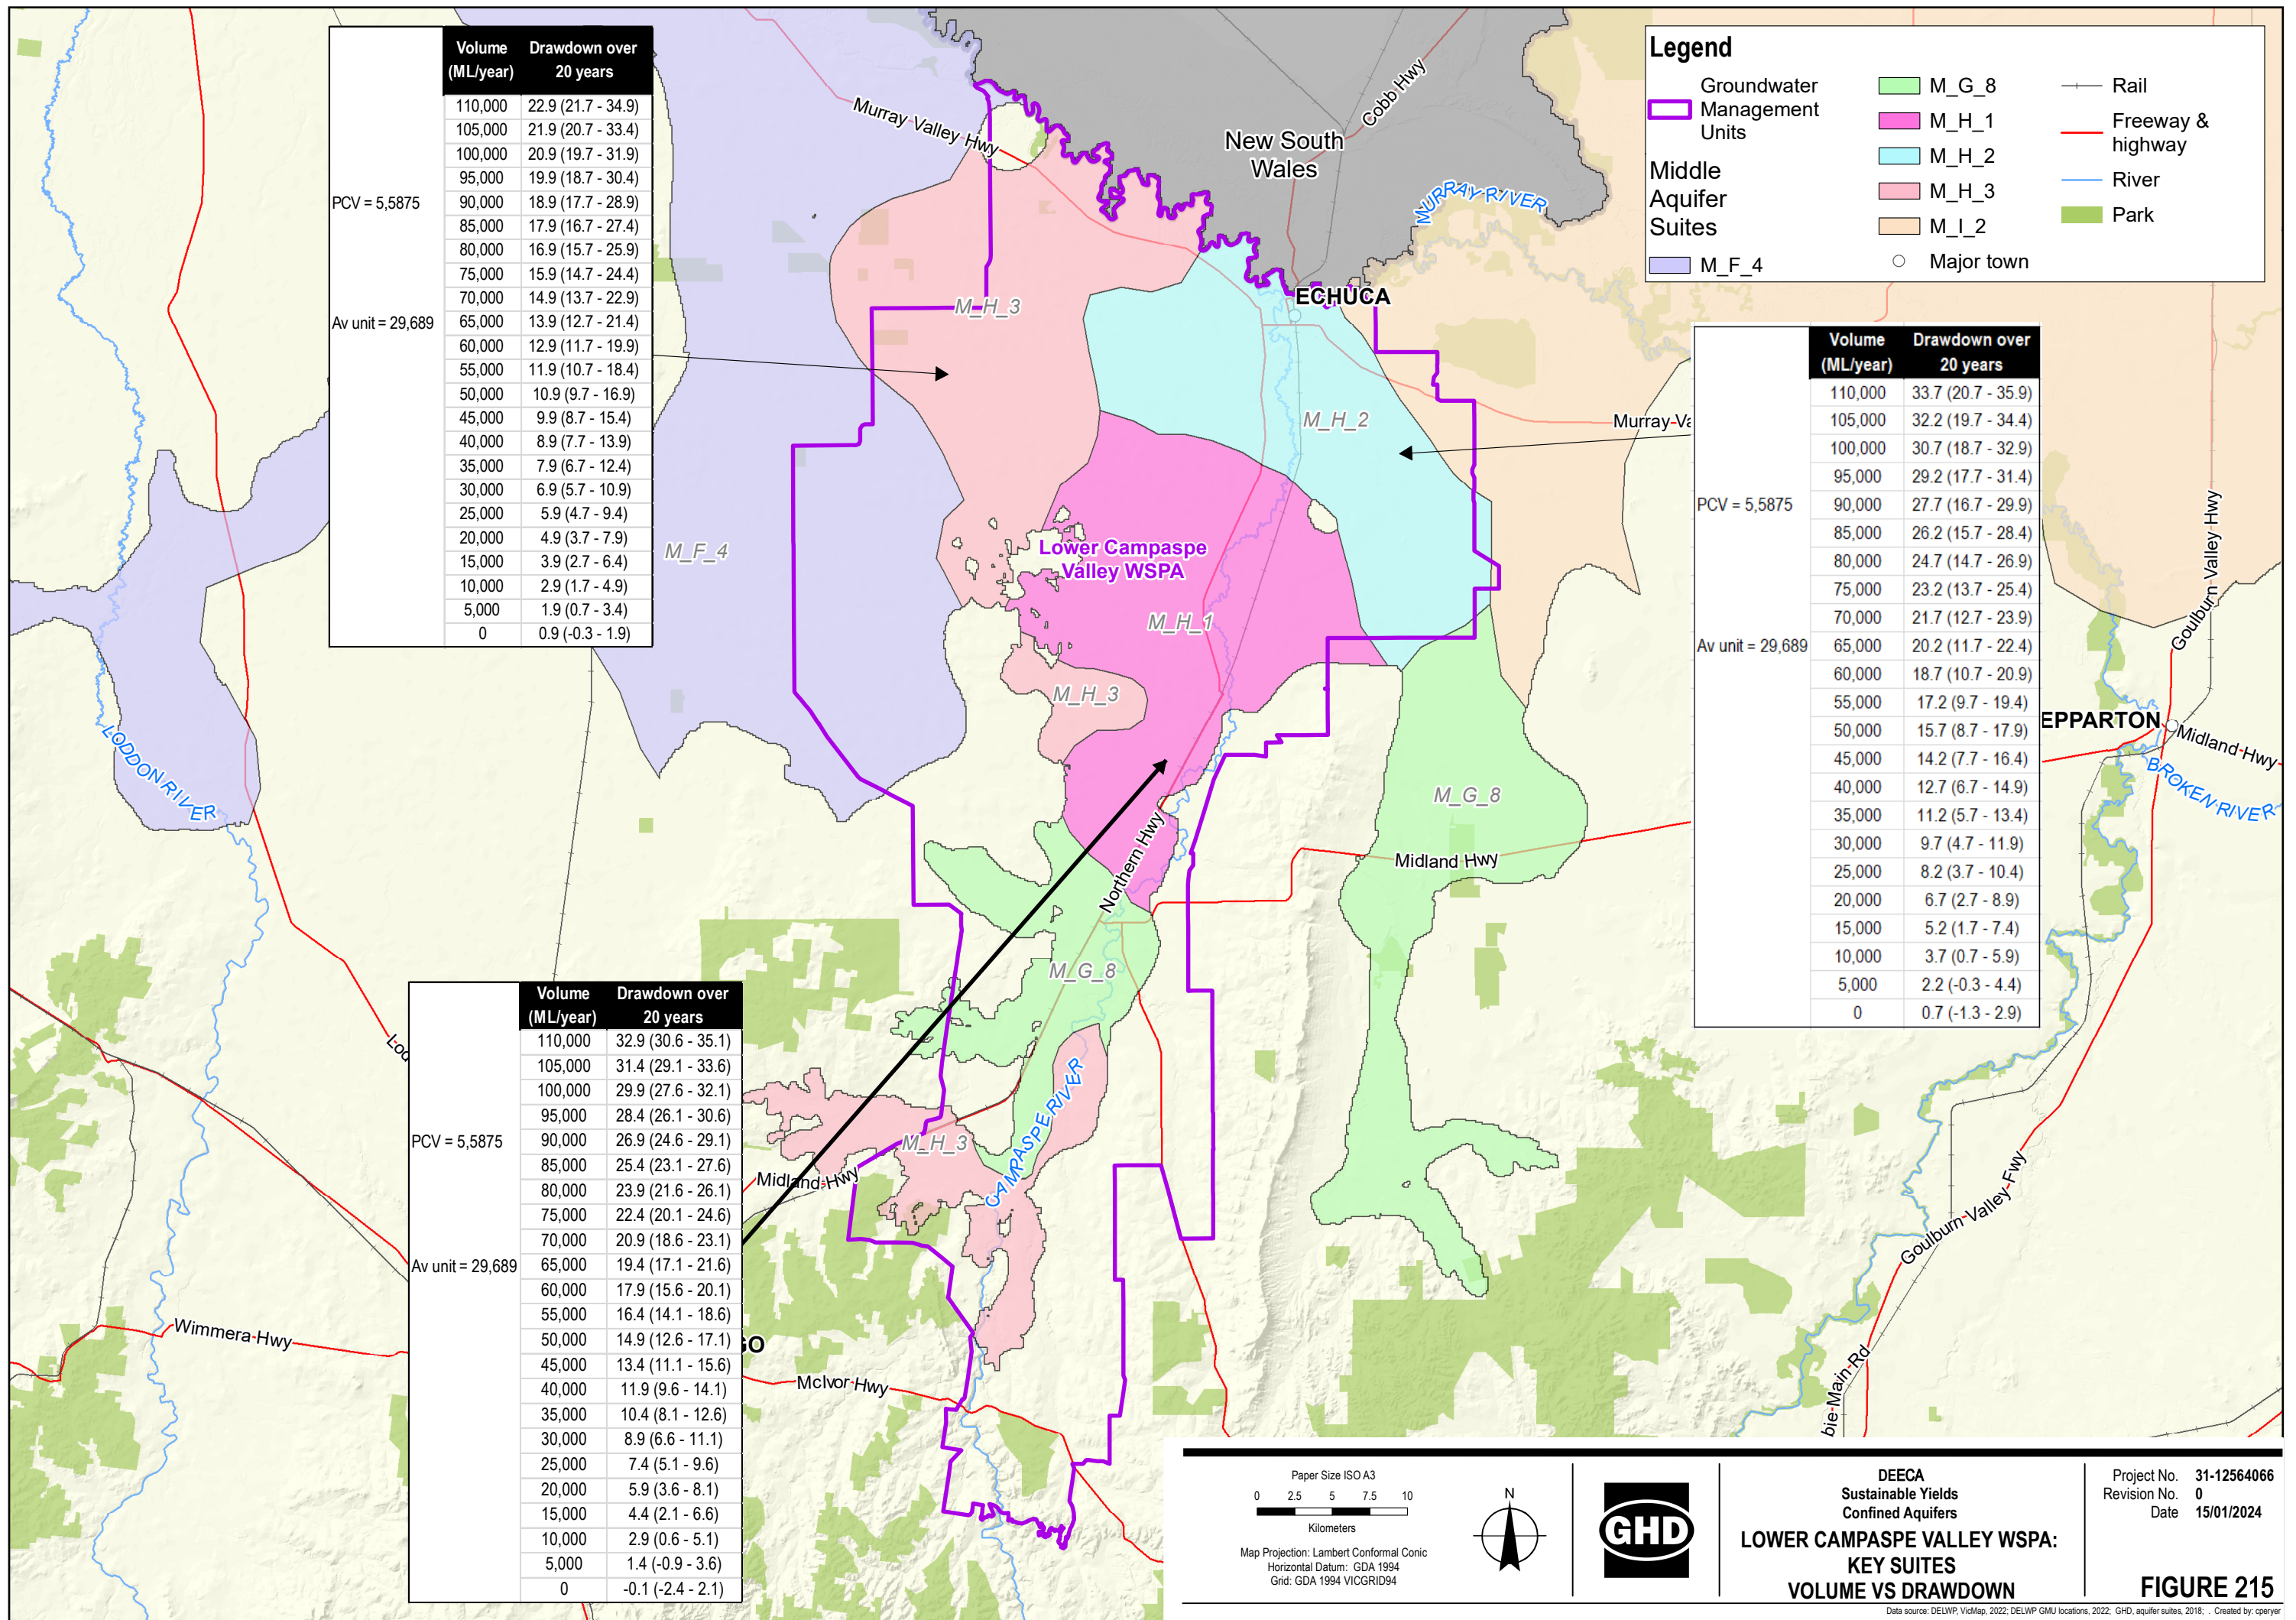 Volume Drawdown over
(ML/year) 20 years
110,000 22.9 (21.7 - 34.9)
105,000 21.9 (20.7 - 33.4)
100,000 20.9 (19.7 - 31.9)
95,000 19.9 (18.7 - 30.4)
PCV = 5,5875 90,000 18.9 (17.7 - 28.9)
85,000 17.9 (16.7 - 27.4)
80,000 16.9 (15.7 - 25.9)
75,000 15.9 (14.7 - 24.4)
70,000 14.9 (13.7 - 22.9)
Av unit = 29,689 65,000 13.9 (12.7 - 21.4)
60,000 12.9 (11.7 - 19.9)
55,000 11.9 (10.7 - 18.4)
50,000 10.9 (9.7 - 16.9)
45,000 9.9 (8.7 - 15.4)
40,000 8.9 (7.7 - 13.9)
35,000 7.9 (6.7 - 12.4)
30,000 6.9 (5.7 - 10.9)
25,000 5.9 (4.7 - 9.4)
20,000 4.9 (3.7 - 7.9)
15,000 3.9 (2.7 - 6.4)
10,000 2.9 (1.7 - 4.9)
5,000 1.9 (0.7 - 3.4)
0 0.9 (-0.3 - 1.9)
Legend
Groundwater
Management
Units
Middle
Aquifer
Suites
M_F_4
M_G_8
M_H_1
M_H_2
M_H_3
M_I_2
Major town
Rail
Freeway &
highway
River
Park
Murray Valley Hwy
Cobb Hwy
New South
Wales
MURRAY RIVER
ECHUCA
M_H_3
M_H_2
Murray Va
M_F_4
Lower Campaspe
Valley WSPA
M_H_1
M_H_3
Goulburn Valley Hwy
EPPARTON
Midland Hwy
BROKEN RIVER
LODDON RIVER
M_G_8
Midland Hwy
Northern Hwy
M_G_8
Lod
CAMPASPE RIVER
M_H_3
Midland Hwy
Goulburn Valley Fwy
Wimmera Hwy
GO
McIvor Hwy
bie Main Rd
Volume Drawdown over
(ML/year) 20 years
110,000 33.7 (20.7 - 35.9)
105,000 32.2 (19.7 - 34.4)
100,000 30.7 (18.7 - 32.9)
95,000 29.2 (17.7 - 31.4)
PCV = 5,5875 90,000 27.7 (16.7 - 29.9)
85,000 26.2 (15.7 - 28.4)
80,000 24.7 (14.7 - 26.9)
75,000 23.2 (13.7 - 25.4)
70,000 21.7 (12.7 - 23.9)
Av unit = 29,689 65,000 20.2 (11.7 - 22.4)
60,000 18.7 (10.7 - 20.9)
55,000 17.2 (9.7 - 19.4)
50,000 15.7 (8.7 - 17.9)
45,000 14.2 (7.7 - 16.4)
40,000 12.7 (6.7 - 14.9)
35,000 11.2 (5.7 - 13.4)
30,000 9.7 (4.7 - 11.9)
25,000 8.2 (3.7 - 10.4)
20,000 6.7 (2.7 - 8.9)
15,000 5.2 (1.7 - 7.4)
10,000 3.7 (0.7 - 5.9)
5,000 2.2 (-0.3 - 4.4)
0 0.7 (-1.3 - 2.9)
Volume Drawdown over
(ML/year) 20 years
110,000 32.9 (30.6 - 35.1)
105,000 31.4 (29.1 - 33.6)
100,000 29.9 (27.6 - 32.1)
95,000 28.4 (26.1 - 30.6)
PCV = 5,5875 90,000 26.9 (24.6 - 29.1)
85,000 25.4 (23.1 - 27.6)
80,000 23.9 (21.6 - 26.1)
75,000 22.4 (20.1 - 24.6)
70,000 20.9 (18.6 - 23.1)
Av unit = 29,689 65,000 19.4 (17.1 - 21.6)
60,000 17.9 (15.6 - 20.1)
55,000 16.4 (14.1 - 18.6)
50,000 14.9 (12.6 - 17.1)
45,000 13.4 (11.1 - 15.6)
40,000 11.9 (9.6 - 14.1)
35,000 10.4 (8.1 - 12.6)
30,000 8.9 (6.6 - 11.1)
25,000 7.4 (5.1 - 9.6)
20,000 5.9 (3.6 - 8.1)
15,000 4.4 (2.1 - 6.6)
10,000 2.9 (0.6 - 5.1)
5,000 1.4 (-0.9 - 3.6)
0 -0.1 (-2.4 - 2.1)
Paper Size ISO A3
0 2.5 5 7.5 10
Kilometers
Map Projection: Lambert Conformal Conic
Horizontal Datum: GDA 1994
Grid: GDA 1994 VICGRID94
N
GHD
DEECA
Sustainable Yields
Confined Aquifers
LOWER CAMPASPE VALLEY WSPA:
KEY SUITES
VOLUME VS DRAWDOWN
Project No. 31-12564066
Revision No. 0
Date 15/01/2024
FIGURE 215
Data source: DELWP, VicMap, 2022; DELWP GMU locations, 2022; GHD, aquifer suites, 2018; . Created by: cperyer